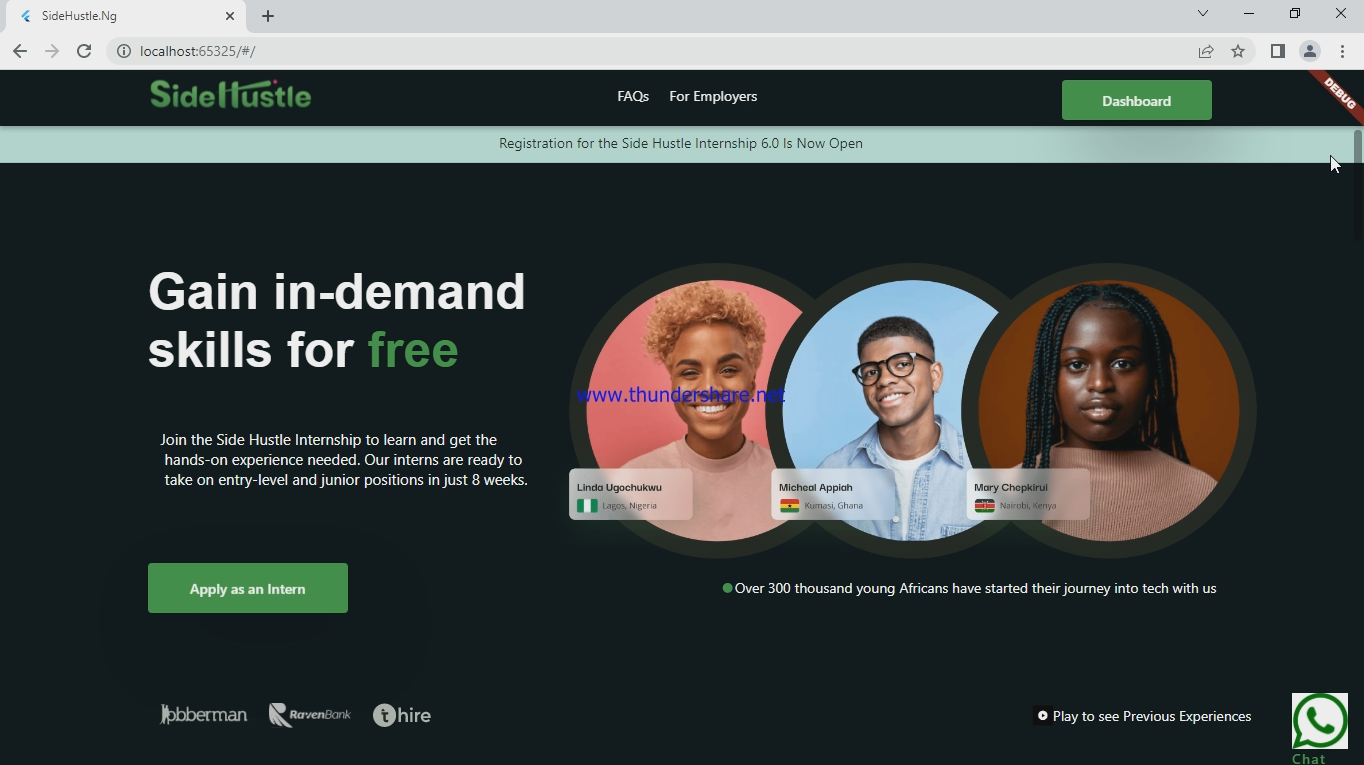 SideHustle.Ng
localhost:65325/#/
SideHustle
FAQs
For Employers
Dashboard
DEBUG
Registration for the Side Hustle Internship 6.0 Is Now Open
Gain in-demand
skills for free
www.thundershare.net
Join the Side Hustle Internship to learn and get the
hands-on experience needed. Our interns are ready to
take on entry-level and junior positions in just 8 weeks.
Linda Ugochukwu
Lagos, Nigeria
Micheal Appiah
Kumasi, Ghana
Mary Chepkirui
Nairobi, Kenya
Apply as an Intern
Over 300 thousand young Africans have started their journey into tech with us
Jobberman
RavenBank
thire
Play to see Previous Experiences
Chat